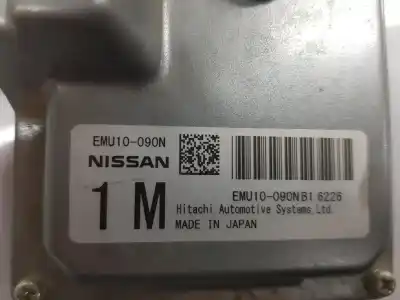 EMU10-090N
NISSAN
1 M
EMU10-090NB1 6226
Hitachi Automotive Systems,Ltd.
MADE IN JAPAN